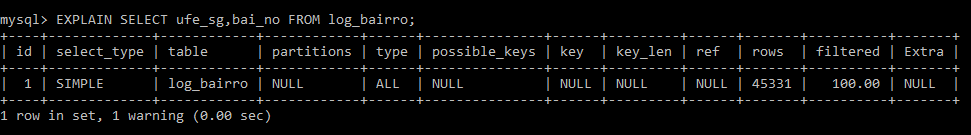 mysql> EXPLAIN SELECT ufe_sg,bai_no FROM log_bairro;
+----+-------------+------------+------------+------+---------------+------+---------+------+-------+----------+-------+
| id | select_type | table      | partitions | type | possible_keys | key  | key_len | ref  | rows  | filtered | Extra |
+----+-------------+------------+------------+------+---------------+------+---------+------+-------+----------+-------+
|  1 | SIMPLE      | log_bairro | NULL       | ALL  | NULL          | NULL | NULL    | NULL | 45331 |   100.00 | NULL  |
+----+-------------+------------+------------+------+---------------+------+---------+------+-------+----------+-------+
1 row in set, 1 warning (0.00 sec)